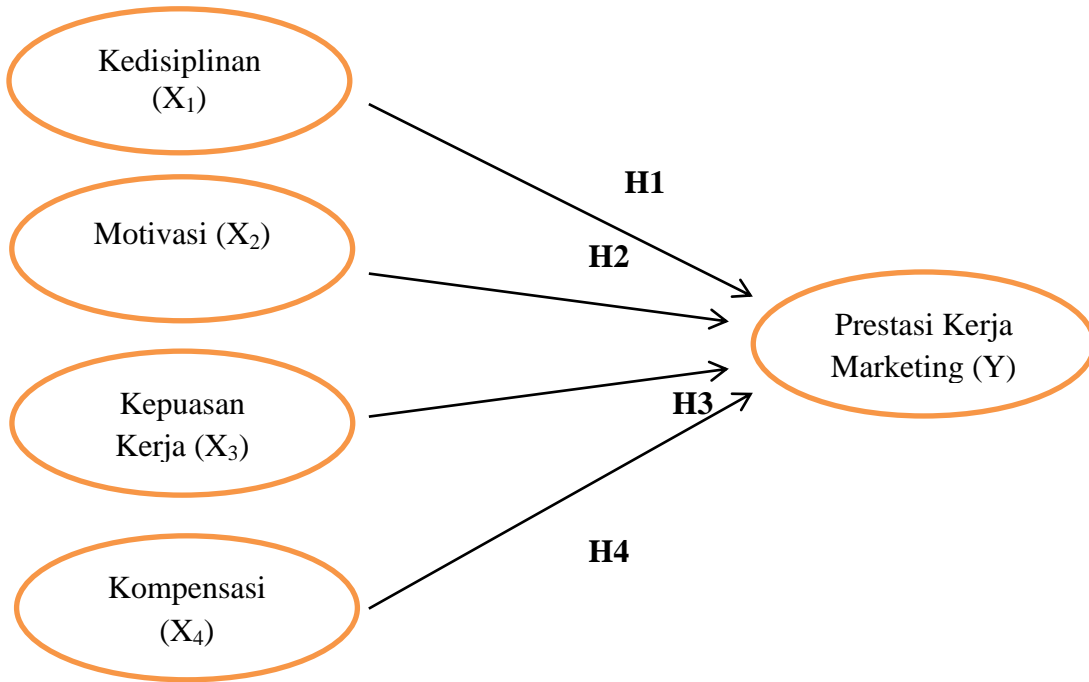 Kedisiplinan
(X₁)
H1
Motivasi (X₂)
H2
Prestasi Kerja
Marketing (Y)
Kepuasan
Kerja (X₃)
H3
H4
Kompensasi
(X₄)